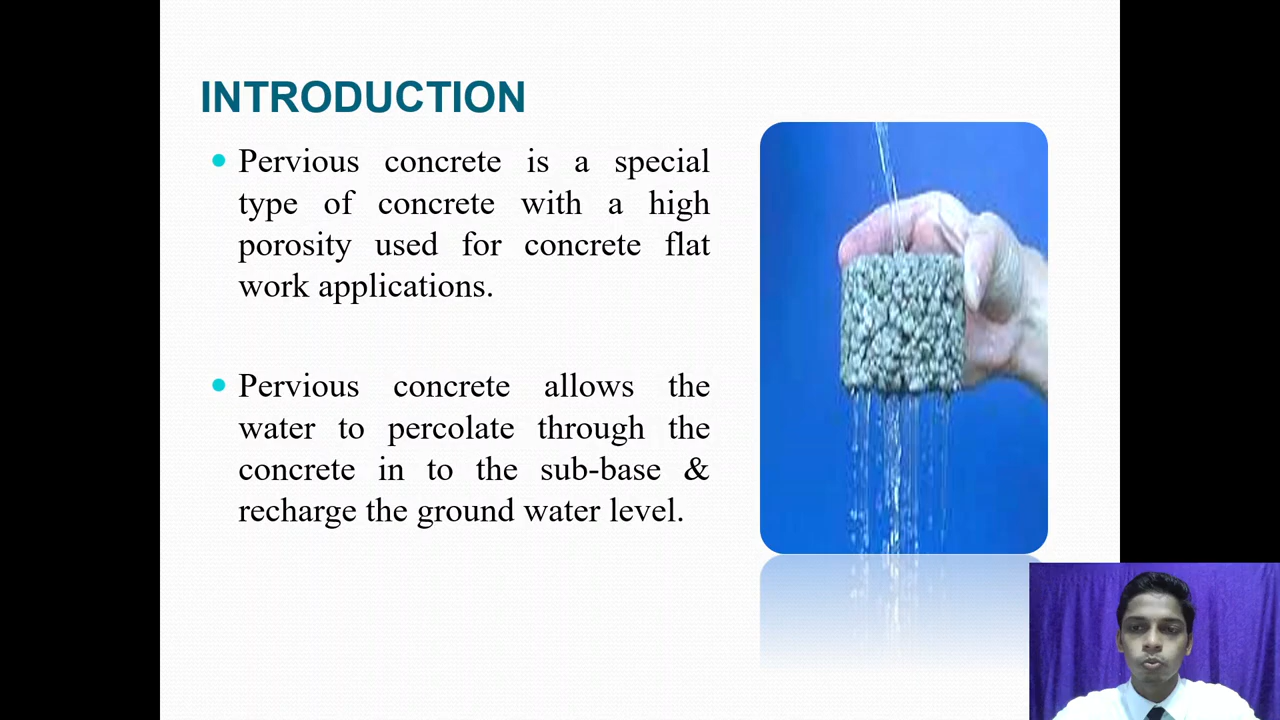 INTRODUCTION
Pervious concrete is a special
type of concrete with a high
porosity used for concrete flat
work applications.
Pervious concrete allows the
water to percolate through the
concrete in to the sub-base &
recharge the ground water level.